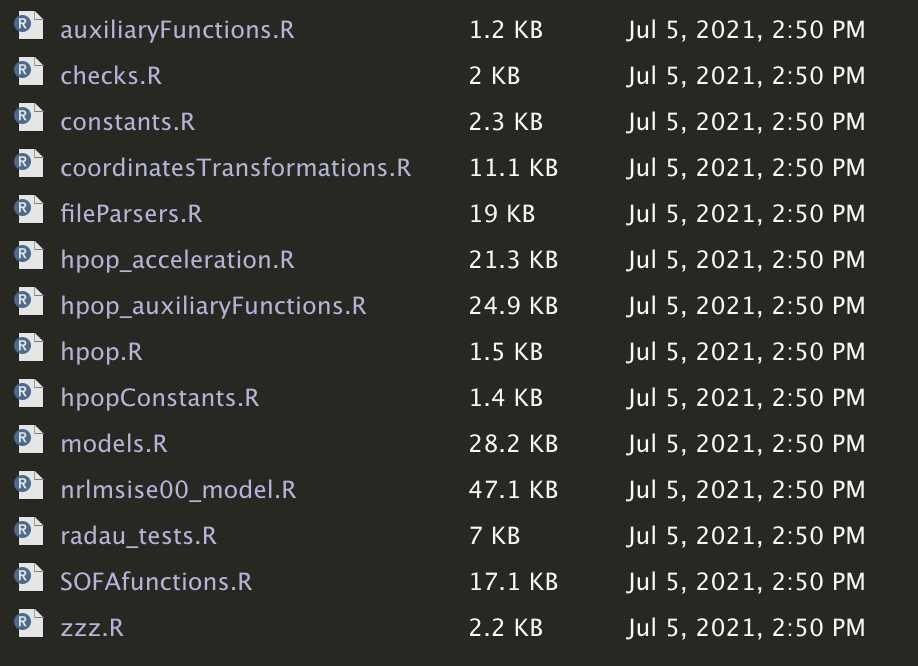 auxiliaryFunctions.R 1.2 KB Jul 5, 2021, 2:50 PM
checks.R 2 KB Jul 5, 2021, 2:50 PM
constants.R 2.3 KB Jul 5, 2021, 2:50 PM
coordinatesTransformations.R 11.1 KB Jul 5, 2021, 2:50 PM
fileParsers.R 19 KB Jul 5, 2021, 2:50 PM
hpop_acceleration.R 21.3 KB Jul 5, 2021, 2:50 PM
hpop_auxiliaryFunctions.R 24.9 KB Jul 5, 2021, 2:50 PM
hpop.R 1.5 KB Jul 5, 2021, 2:50 PM
hpopConstants.R 1.4 KB Jul 5, 2021, 2:50 PM
models.R 28.2 KB Jul 5, 2021, 2:50 PM
nrlmsise00_model.R 47.1 KB Jul 5, 2021, 2:50 PM
radau_tests.R 7 KB Jul 5, 2021, 2:50 PM
SOFAfunctions.R 17.1 KB Jul 5, 2021, 2:50 PM
zzz.R 2.2 KB Jul 5, 2021, 2:50 PM